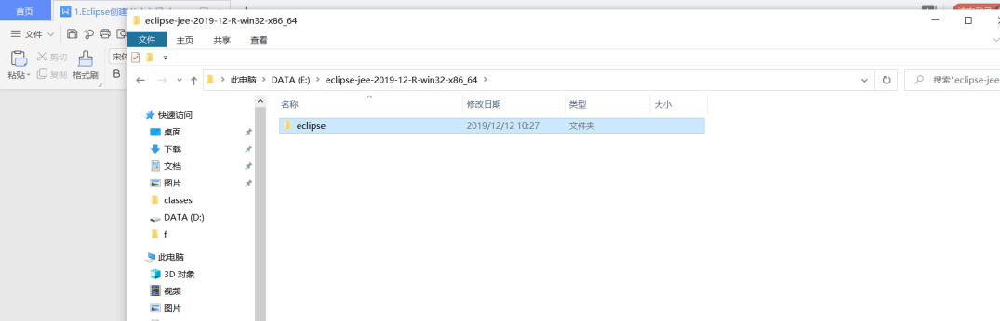 首页
1.Eclipse创建
文件
粘贴
剪切
复制
格式刷
宋体
B
eclipse-jee-2019-12-R-win32-x86_64
文件 主页 共享 查看
此电脑 DATA (E:) eclipse-jee-2019-12-R-win32-x86_64
搜索"eclipse-jee
名称 修改日期 类型 大小
eclipse 2019/12/12 10:27 文件夹
快速访问
桌面
下载
文档
图片
classes
DATA (D:)
f
此电脑
3D 对象
视频
图片